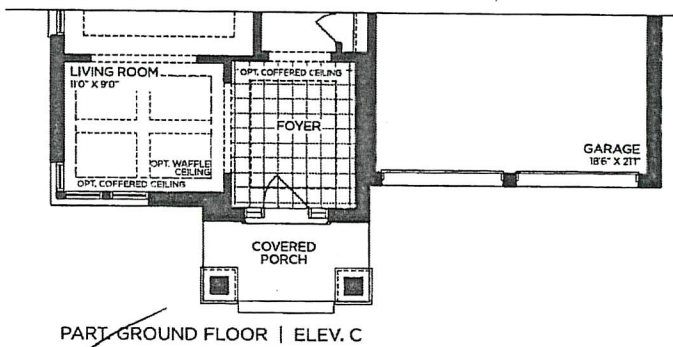 LIVING ROOM
11'0" X 9'0"
OPT. WAFFLE
CEILING
OPT. COFFERED CEILING
OPT. COFFERED CEILING
FOYER
GARAGE
18'6" X 21'1"
COVERED
PORCH
PART. GROUND FLOOR | ELEV. C